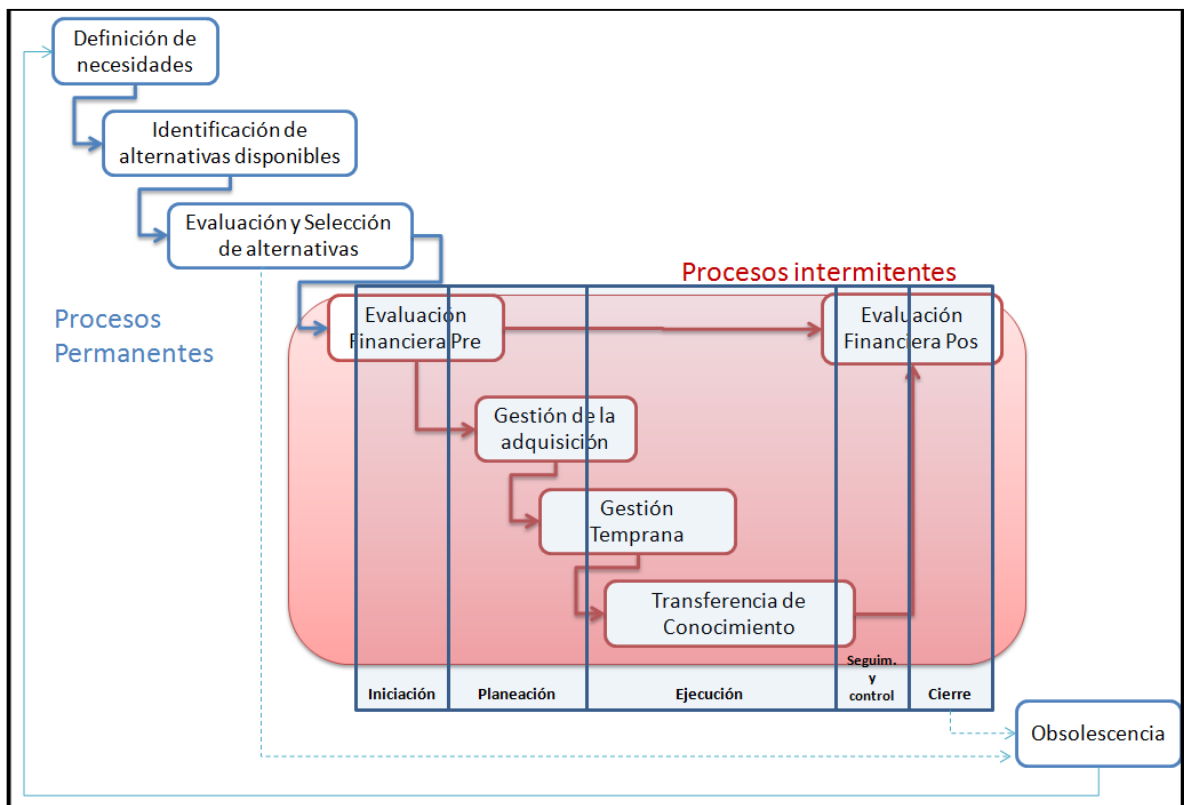 Definición de
necesidades
Identificación de
alternativas disponibles
Evaluación y Selección
de alternativas
Procesos intermitentes
Procesos
Permanentes
Evaluación
Financiera Pre
Evaluación
Financiera Pos
Gestión de la
adquisición
Gestión
Temprana
Transferencia de
Conocimiento
Iniciación
Planeación
Ejecución
Seguim.
y
control
Cierre
Obsolescencia